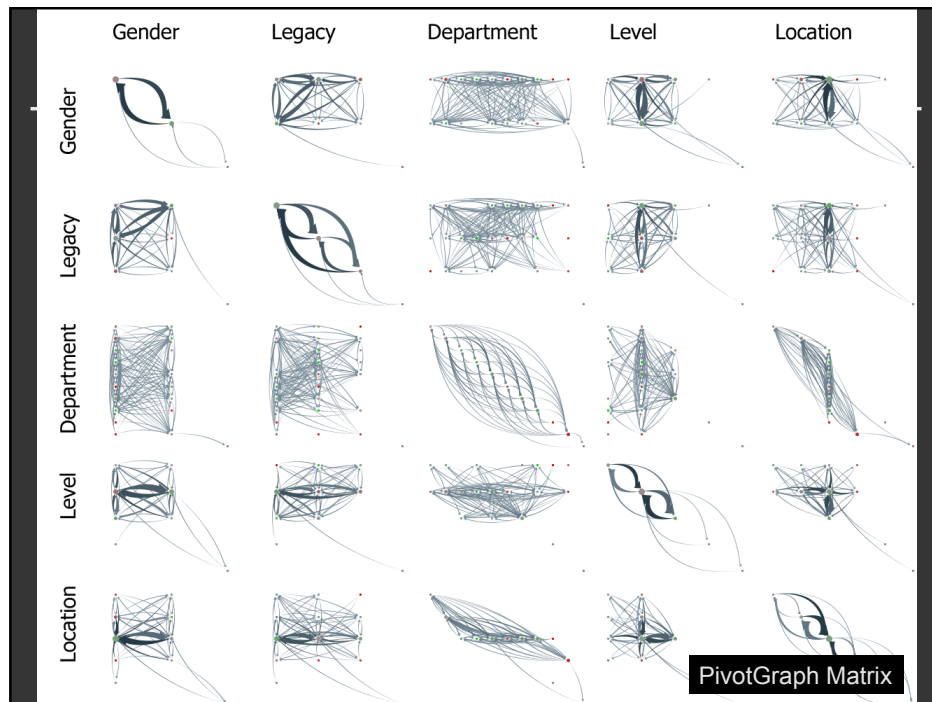 Gender Legacy Department Level Location
Gender
Legacy
Department
Level
Location
PivotGraph Matrix